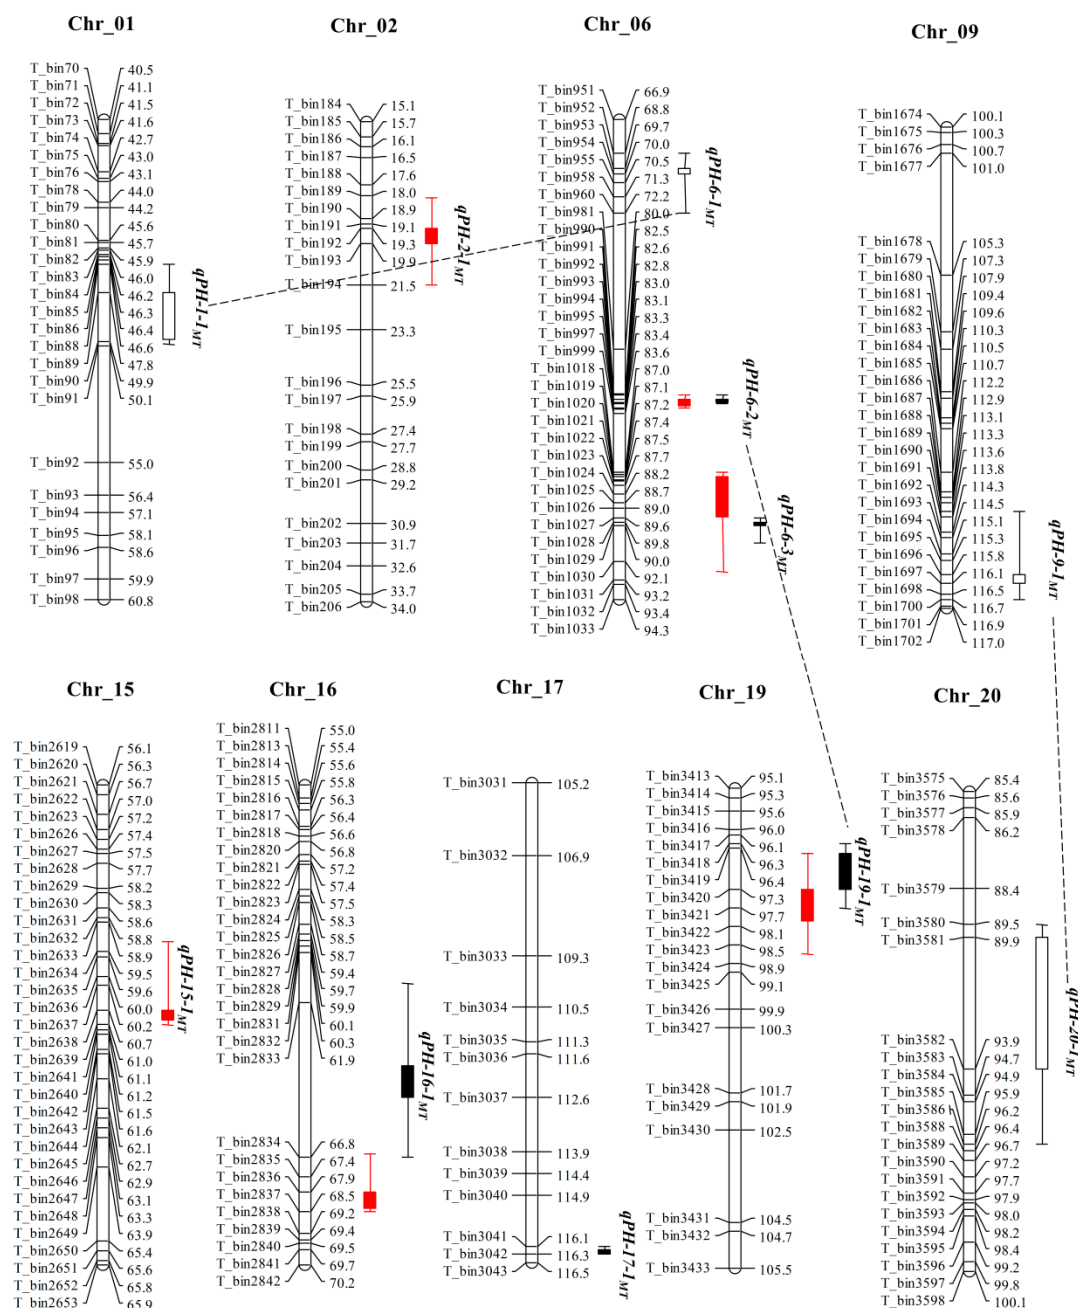 Chr_01
T_bin70 40.5
T_bin71 41.1
T_bin72 41.5
T_bin73 41.6
T_bin74 42.7
T_bin75 43.0
T_bin76 43.1
T_bin78 44.0
T_bin79 44.2
T_bin80 45.6
T_bin81 45.7
T_bin82 45.9
T_bin83 46.0
T_bin84 46.2
T_bin85 46.3
T_bin86 46.4
T_bin88 46.6
T_bin89 47.8
T_bin90 49.9
T_bin91 50.1
T_bin92 55.0
T_bin93 56.4
T_bin94 57.1
T_bin95 58.1
T_bin96 58.6
T_bin97 59.9
T_bin98 60.8
qPH-1-1MT
Chr_02
T_bin184 15.1
T_bin185 15.7
T_bin186 16.1
T_bin187 16.5
T_bin188 17.6
T_bin189 18.0
T_bin190 18.9
T_bin191 19.1
T_bin192 19.3
T_bin193 19.9
T_bin194 21.5
T_bin195 23.3
T_bin196 25.5
T_bin197 25.9
T_bin198 27.4
T_bin199 27.7
T_bin200 28.8
T_bin201 29.2
T_bin202 30.9
T_bin203 31.7
T_bin204 32.6
T_bin205 33.7
T_bin206 34.0
qPH-2-1MT
Chr_06
T_bin951 66.9
T_bin952 68.8
T_bin953 69.7
T_bin954 70.0
T_bin955 70.5
T_bin958 71.3
T_bin960 72.2
T_bin981 80.0
T_bin990 82.5
T_bin991 82.6
T_bin992 82.8
T_bin993 83.0
T_bin994 83.1
T_bin995 83.3
T_bin997 83.4
T_bin999 83.6
T_bin1018 87.0
T_bin1019 87.1
T_bin1020 87.2
T_bin1021 87.4
T_bin1022 87.5
T_bin1023 87.7
T_bin1024 88.2
T_bin1025 88.7
T_bin1026 89.0
T_bin1027 89.6
T_bin1028 89.8
T_bin1029 90.0
T_bin1030 92.1
T_bin1031 93.2
T_bin1032 93.4
T_bin1033 94.3
qPH-6-1MT
qPH-6-2MT
qPH-6-3MT
Chr_09
T_bin1674 100.1
T_bin1675 100.3
T_bin1676 100.7
T_bin1677 101.0
T_bin1678 105.3
T_bin1679 107.3
T_bin1680 107.9
T_bin1681 109.4
T_bin1682 109.6
T_bin1683 110.3
T_bin1684 110.5
T_bin1685 110.7
T_bin1686 112.2
T_bin1687 112.9
T_bin1688 113.1
T_bin1689 113.3
T_bin1690 113.6
T_bin1691 113.8
T_bin1692 114.3
T_bin1693 114.5
T_bin1694 115.1
T_bin1695 115.3
T_bin1696 115.8
T_bin1697 116.1
T_bin1698 116.5
T_bin1700 116.7
T_bin1701 116.9
T_bin1702 117.0
qPH-9-1MT
Chr_15
T_bin2619 56.1
T_bin2620 56.3
T_bin2621 56.7
T_bin2622 57.0
T_bin2623 57.2
T_bin2626 57.4
T_bin2627 57.5
T_bin2628 57.7
T_bin2629 58.2
T_bin2630 58.3
T_bin2631 58.6
T_bin2632 58.8
T_bin2633 58.9
T_bin2634 59.5
T_bin2635 59.6
T_bin2636 60.0
T_bin2637 60.2
T_bin2638 60.7
T_bin2639 61.0
T_bin2641 61.1
T_bin2640 61.2
T_bin2642 61.5
T_bin2643 61.6
T_bin2644 62.1
T_bin2645 62.7
T_bin2646 62.9
T_bin2647 63.1
T_bin2648 63.3
T_bin2649 63.9
T_bin2650 65.4
T_bin2651 65.6
T_bin2652 65.8
T_bin2653 65.9
qPH-15-1MT
Chr_16
T_bin2811 55.0
T_bin2813 55.4
T_bin2814 55.6
T_bin2815 55.8
T_bin2816 56.3
T_bin2817 56.4
T_bin2818 56.6
T_bin2820 56.8
T_bin2821 57.2
T_bin2822 57.4
T_bin2823 57.5
T_bin2824 58.3
T_bin2825 58.5
T_bin2826 58.7
T_bin2827 59.4
T_bin2828 59.7
T_bin2829 59.9
T_bin2831 60.1
T_bin2832 60.3
T_bin2833 61.9
T_bin2834 66.8
T_bin2835 67.4
T_bin2836 67.9
T_bin2837 68.5
T_bin2838 69.2
T_bin2839 69.4
T_bin2840 69.5
T_bin2841 69.7
T_bin2842 70.2
qPH-16-1MT
Chr_17
T_bin3031 105.2
T_bin3032 106.9
T_bin3033 109.3
T_bin3034 110.5
T_bin3035 111.3
T_bin3036 111.6
T_bin3037 112.6
T_bin3038 113.9
T_bin3039 114.4
T_bin3040 114.9
T_bin3041 116.1
T_bin3042 116.3
T_bin3043 116.5
qPH-17-1MT
Chr_19
T_bin3413 95.1
T_bin3414 95.3
T_bin3415 95.6
T_bin3416 96.0
T_bin3417 96.1
T_bin3418 96.3
T_bin3419 96.4
T_bin3420 97.3
T_bin3421 97.7
T_bin3422 98.1
T_bin3423 98.5
T_bin3424 98.9
T_bin3425 99.1
T_bin3426 99.9
T_bin3427 100.3
T_bin3428 101.7
T_bin3429 101.9
T_bin3430 102.5
T_bin3431 104.5
T_bin3432 104.7
T_bin3433 105.5
qPH-19-1MT
Chr_20
T_bin3575 85.4
T_bin3576 85.6
T_bin3577 85.9
T_bin3578 86.2
T_bin3579 88.4
T_bin3580 89.5
T_bin3581 89.9
T_bin3582 93.9
T_bin3583 94.7
T_bin3584 94.9
T_bin3585 95.9
T_bin3586 96.2
T_bin3588 96.4
T_bin3589 96.7
T_bin3590 97.2
T_bin3591 97.7
T_bin3592 97.9
T_bin3593 98.0
T_bin3594 98.2
T_bin3595 98.4
T_bin3596 99.2
T_bin3597 99.8
T_bin3598 100.1
qPH-20-1MT